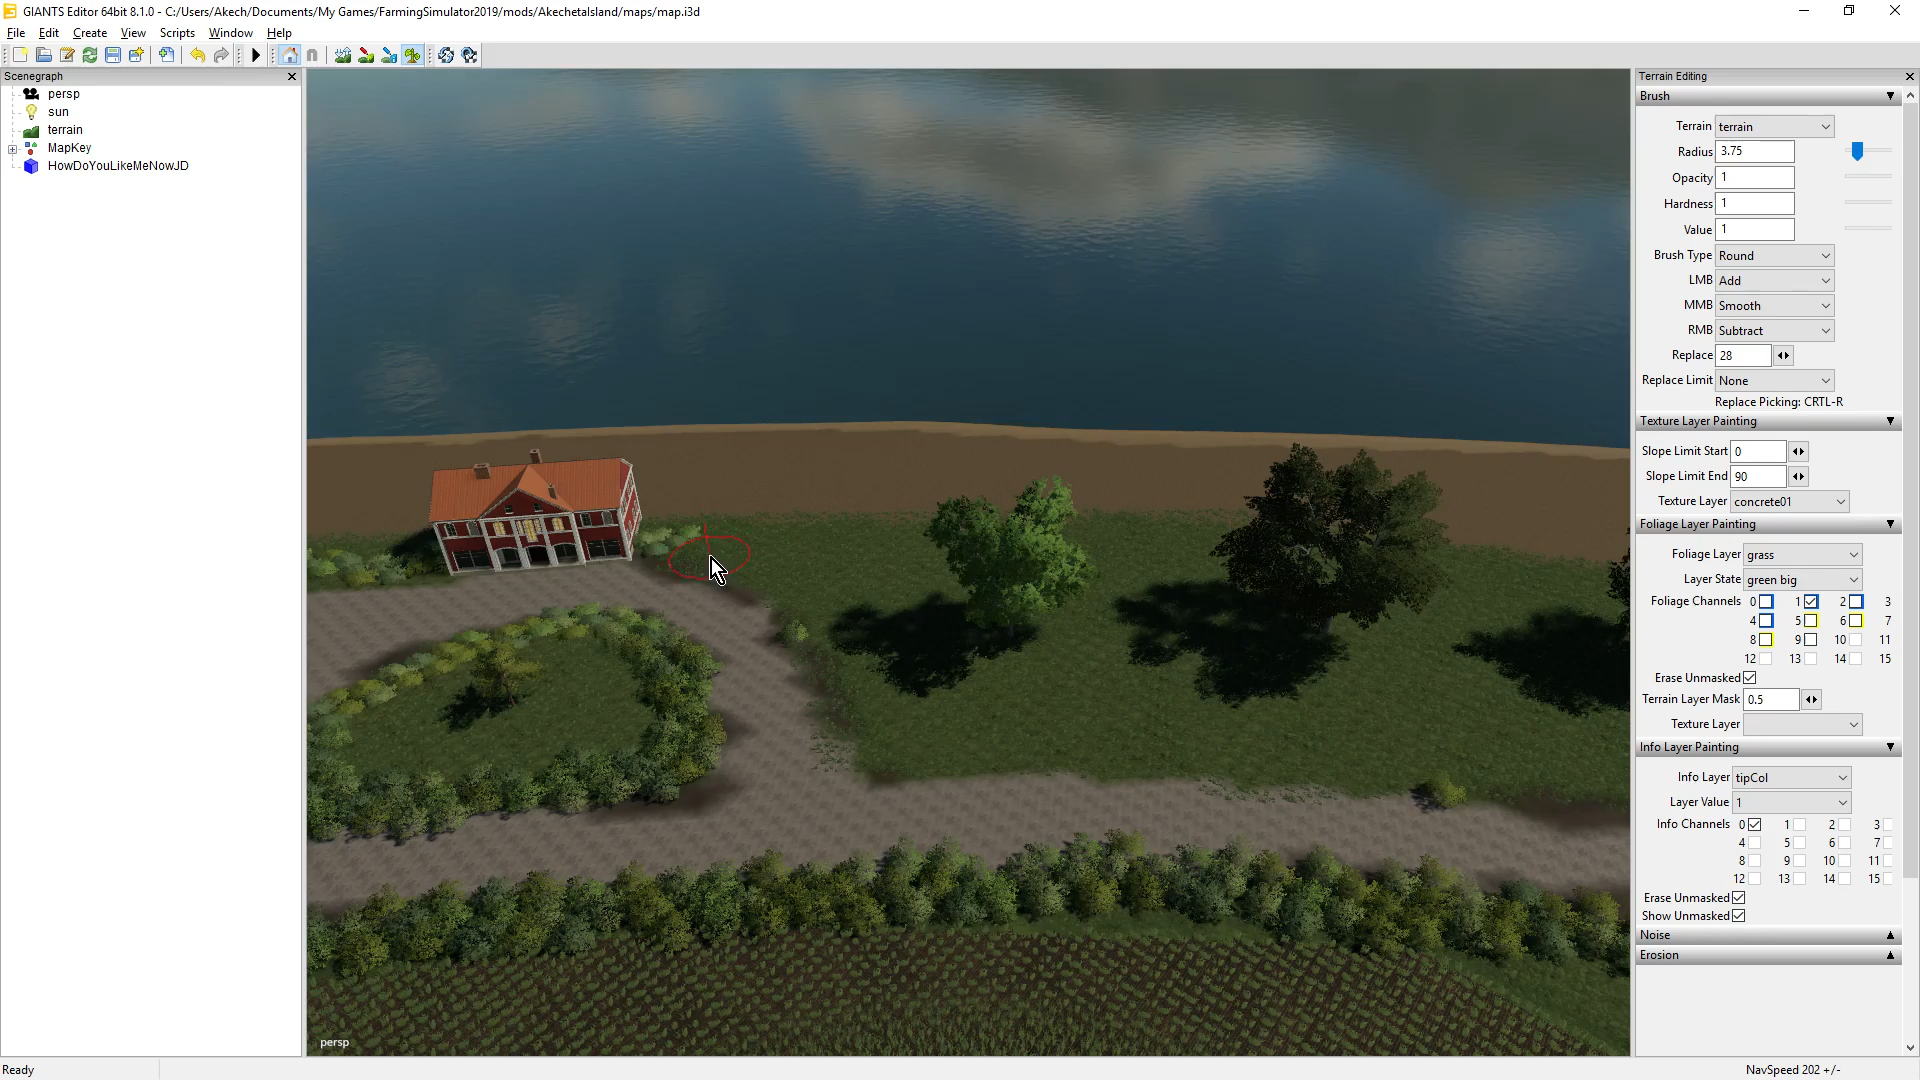 GIANTS Editor 64bit 8.1.0 - C:/Users/Akech/Documents/My Games/FarmingSimulator2019/mods/AkechetaIsland/maps/map.i3d
File Edit Create View Scripts Window Help
Scenegraph
persp
sun
terrain
MapKey
HowDoYouLikeMeNowJD
persp
Terrain Editing
Brush
Terrain terrain
Radius 3.75
Opacity 1
Hardness 1
Value 1
Brush Type Round
LMB Add
MMB Smooth
RMB Subtract
Replace 28
Replace Limit None
Replace Picking: CRTL-R
Texture Layer Painting
Slope Limit Start 0
Slope Limit End 90
Texture Layer concrete01
Foliage Layer Painting
Foliage Layer grass
Layer State green big
Foliage Channels 0 1 2 3
4 5 6 7
8 9 10 11
12 13 14 15
Erase Unmasked
Terrain Layer Mask 0.5
Texture Layer
Info Layer Painting
Info Layer tipCol
Layer Value 1
Info Channels 0 1 2 3
4 5 6 7
8 9 10 11
12 13 14 15
Erase Unmasked
Show Unmasked
Noise
Erosion
Ready
NavSpeed 202 +/-